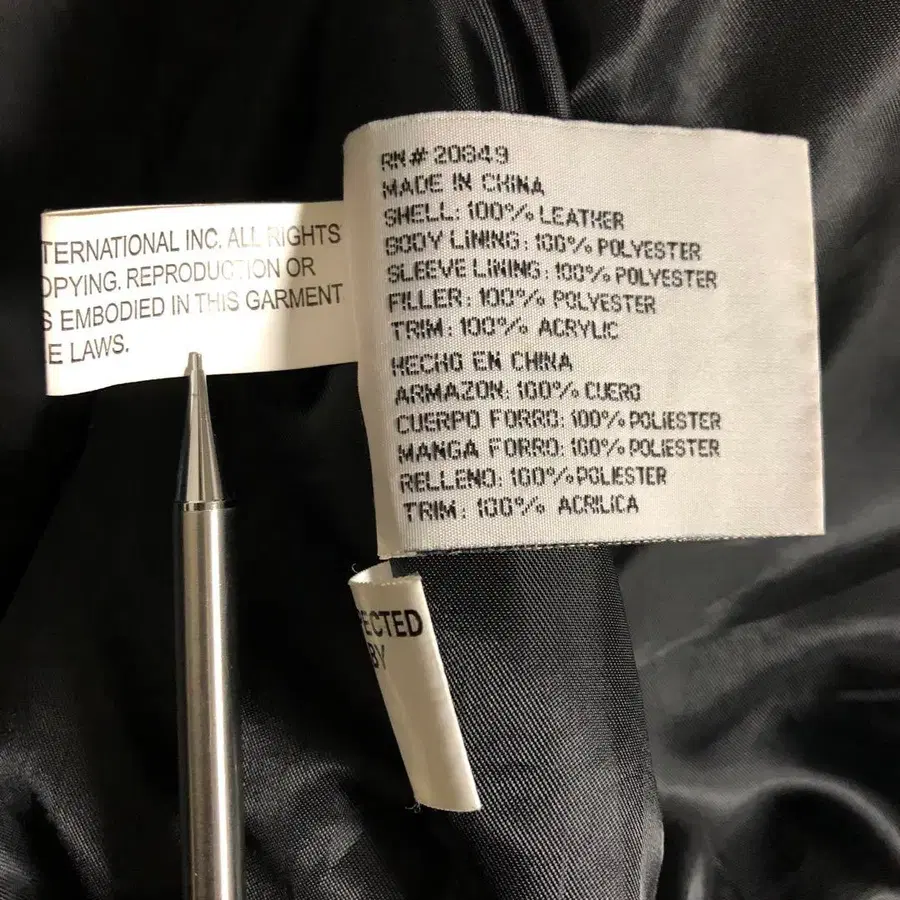 RN# 20849
MADE IN CHINA
SHELL: 100% LEATHER
BODY LINING: 100% POLYESTER
SLEEVE LINING: 100% POLYESTER
FILLER: 100% POLYESTER
TRIM: 100% ACRYLIC
HECHO EN CHINA
ARMAZON: 100% CUERO
CUERPO FORRO: 100% POLIESTER
MANGA FORRO: 100% POLIESTER
RELLENO: 100% POLIESTER
TRIM: 100% ACRILICA
TERNATIONAL INC. ALL RIGHTS
OPYING. REPRODUCTION OR
S EMBODIED IN THIS GARMENT
E LAWS.
ECTED
BY